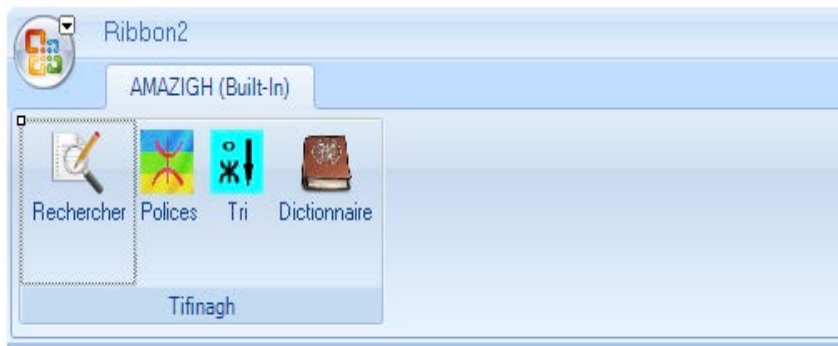 Ribbon2
AMAZIGH (Built-In)
ⴰ
ⵥ
Rechercher Polices Tri Dictionnaire
Tifinagh